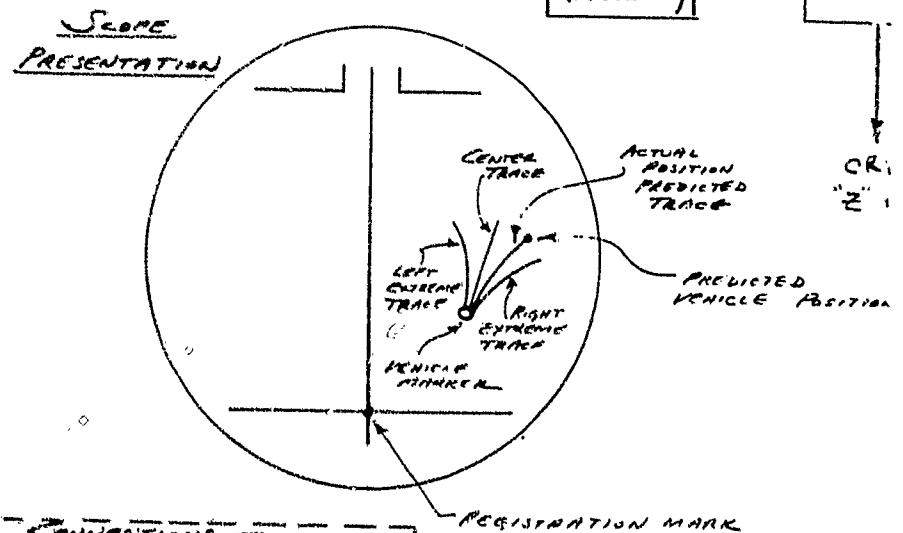 SCOPE
PRESENTATION
CENTER
TRACE
ACTUAL
POSITION
PREDICTED
TRACE
CR
"Z"
LEFT
EXTREME
TRACE
RIGHT
EXTREME
TRACE
PREDICTED
VEHICLE POSITION
VEHICLE
MARKER
REGISTRATION MARK